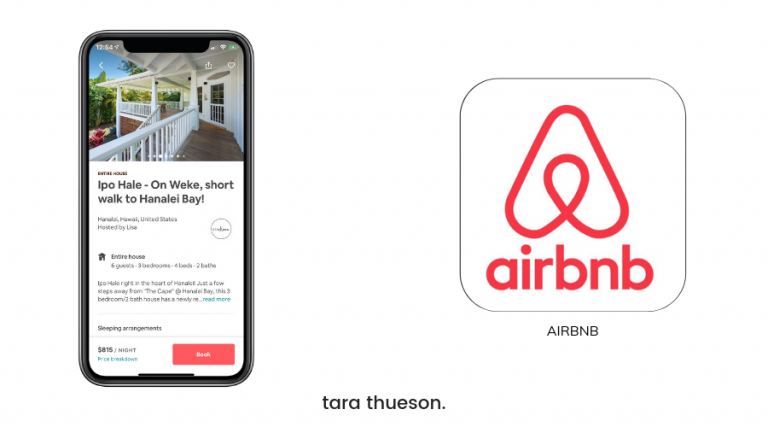 12:54
ENTIRE HOUSE
Ipo Hale - On Weke, short
walk to Hanalei Bay!
Hanalei, Hawaii, United States
Hosted by Lisa
Entire house
6 guests · 3 bedrooms · 4 beds · 2 baths
Ipo Hale right in the heart of Hanalei! Just a few
steps away from "The Cape" @ Hanalei Bay, this 3
bedroom/2 bath house has a newly re... read more
Sleeping arrangements
$815 / NIGHT
Price breakdown
Book
airbnb
AIRBNB
tara thueson.